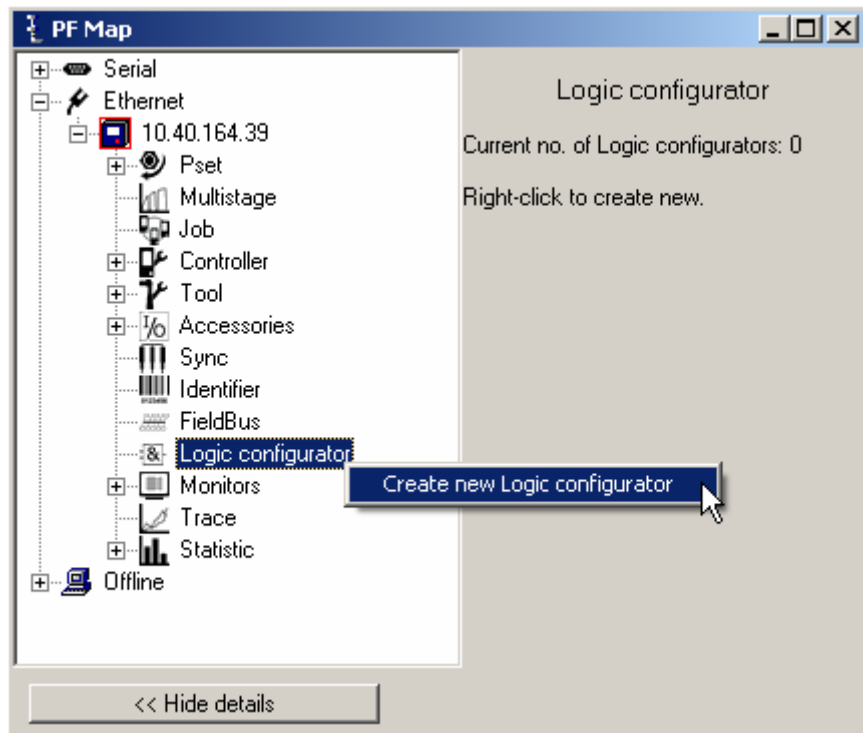 PF Map
Serial
Ethernet
10.40.164.39
Pset
Multistage
Job
Controller
Tool
I/O Accessories
Sync
Identifier
FieldBus
& Logic configurator
Monitors
Trace
Statistic
Offline
Logic configurator
Current no. of Logic configurators: 0
Right-click to create new.
Create new Logic configurator
<< Hide details